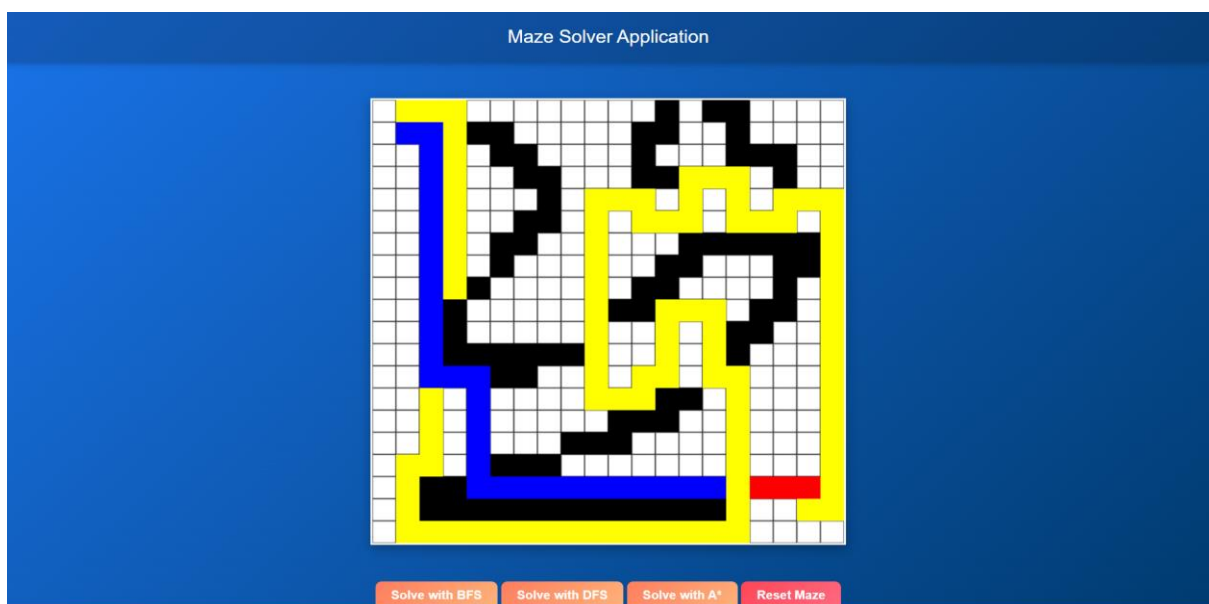 Maze Solver Application
Solve with BFS Solve with DFS Solve with A* Reset Maze